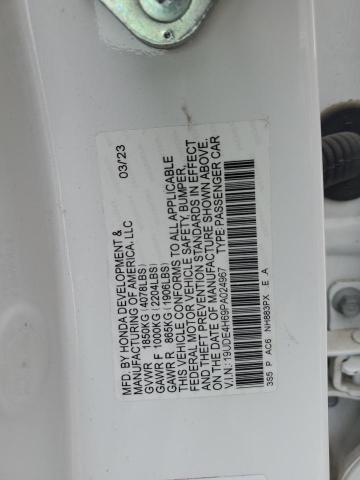 MFD. BY HONDA DEVELOPMENT &
MANUFACTURING OF AMERICA, LLC 03/23
GVWR 1850KG (4078LBS)
GAWR F 1000KG (2204LBS)
GAWR R 865KG (1906LBS)
THIS VEHICLE CONFORMS TO ALL APPLICABLE
FEDERAL MOTOR VEHICLE SAFETY, BUMPER,
AND THEFT PREVENTION STANDARDS IN EFFECT
ON THE DATE OF MANUFACTURE SHOWN ABOVE.
V.I.N.: 19UDE4H69PA024967 TYPE:PASSENGER CAR
3S5 P AC6 NH883PX E A